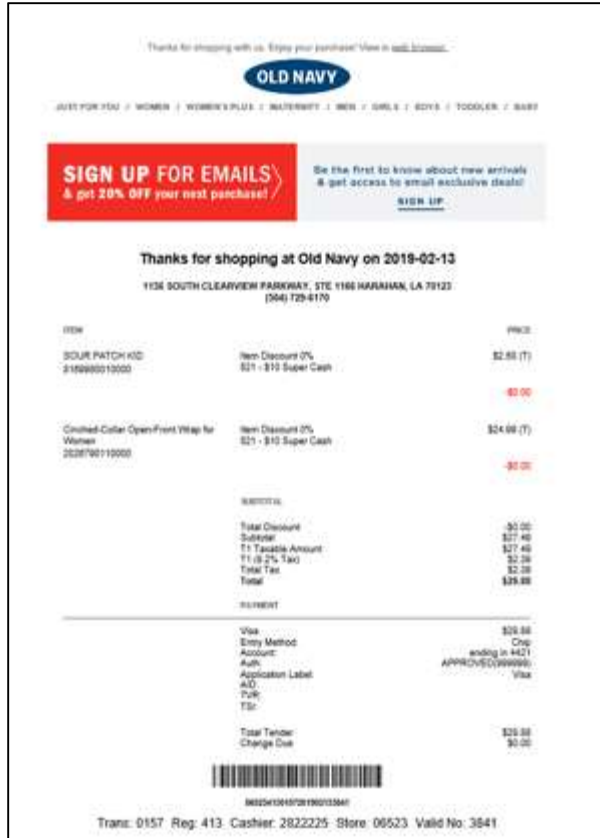 Thanks for shopping with us. Enjoy your purchase! View in web browser.
OLD NAVY
JUST FOR YOU / WOMEN / WOMEN'S PLUS / MATERNITY / MEN / GIRLS / BOYS / TODDLER / BABY
SIGN UP FOR EMAILS
& get 20% OFF your next purchase!
Be the first to know about new arrivals
& get access to email exclusive deals!
SIGN UP
Thanks for shopping at Old Navy on 2019-02-13
1136 SOUTH CLEARVIEW PARKWAY, STE 1166 HARAHAN, LA 70123
(504) 729-6170
ITEM PRICE
SOUR PATCH KID Item Discount 0% (T)
$21 - $10 Super Cash
-$0.00
Cinched-Collar Open-Front Wrap for Item Discount 0% (T)
Women $21 - $10 Super Cash
-$0.00
SUBTOTAL
Total Discount -$0.00
Subtotal
T1 Taxable Amount
Tax)
Total Tax
Total
PAYMENT
Visa
Entry Method Chip
Account: ending in 4421
Auth:
Application Label: Visa
AID:
TVR:
TSI:
Total Tender
Change Due $0.00
Trans: 0157 Reg: 413 Cashier: 2822225 Store: 06523 Valid No: 3841